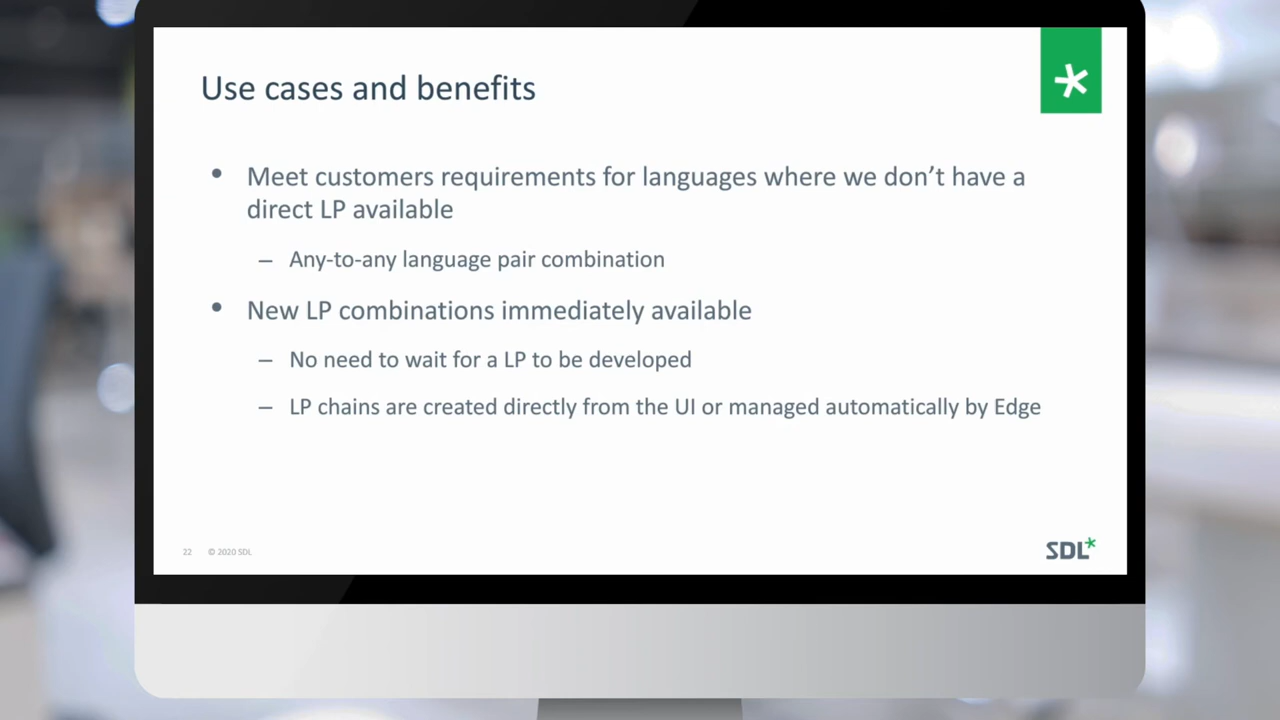 Use cases and benefits
• Meet customers requirements for languages where we don’t have a
direct LP available
– Any-to-any language pair combination
• New LP combinations immediately available
– No need to wait for a LP to be developed
– LP chains are created directly from the UI or managed automatically by Edge
22 © 2020 SDL
SDL*